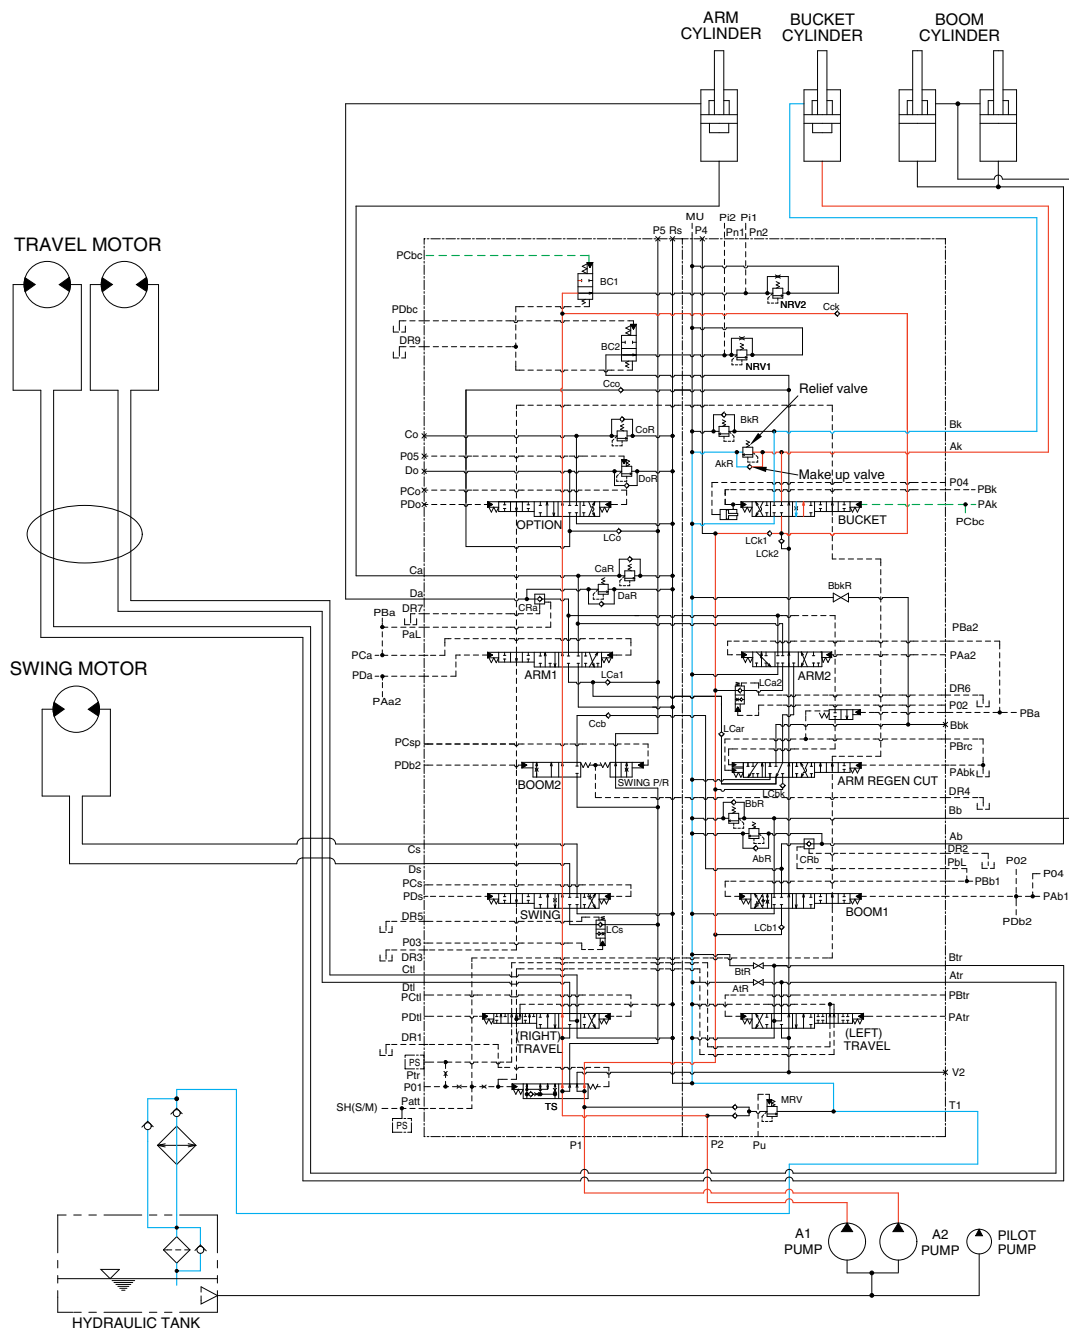 ARM
CYLINDER
BUCKET
CYLINDER
BOOM
CYLINDER
TRAVEL MOTOR
MU
Pi2
Pi1
P5 Rs
P4
Pn1
Pn2
PCbc
BC1
NRV2
Cck
PDbc
DR9
BC2
NRV1
Cco
Relief valve
BkR
Bk
Co
CoR
Ak
P05
AkR
Make up valve
Do
DoR
P04
PCo
PBk
PDo
PAk
OPTION
BUCKET
PCbc
LCo
LCk1
LCk2
Ca
CaR
BbkR
Da
DaR
DR7
CRa
PBa
PaL
PBa2
PCa
PAa2
SWING MOTOR
PDa
ARM1
LCa1
LCa2
ARM2
PAa2
DR6
P02
PBa
Ccb
LCar
Bbk
PCsp
PBrc
PDb2
PAbk
BOOM2
SWING P/R
LCbk
ARM REGEN CUT
DR4
BbR
Bb
Ab
Cs
AbR
CRb
DR2
Ds
PbL
P02
PCs
PBb1
P04
PDs
PAb1
SWING
BOOM1
DR5
LCs
PDb2
LCb1
P03
DR3
Btr
Ctl
BtR
Atr
Dtl
AtR
PCtl
PBtr
PDtl
PAtr
(RIGHT)
TRAVEL
(LEFT)
TRAVEL
DR1
PS
Ptr
V2
P01
TS
MRV
Patt
SH(S/M)
T1
PS
P1
P2
Pu
A1
PUMP
A2
PUMP
PILOT
PUMP
HYDRAULIC TANK